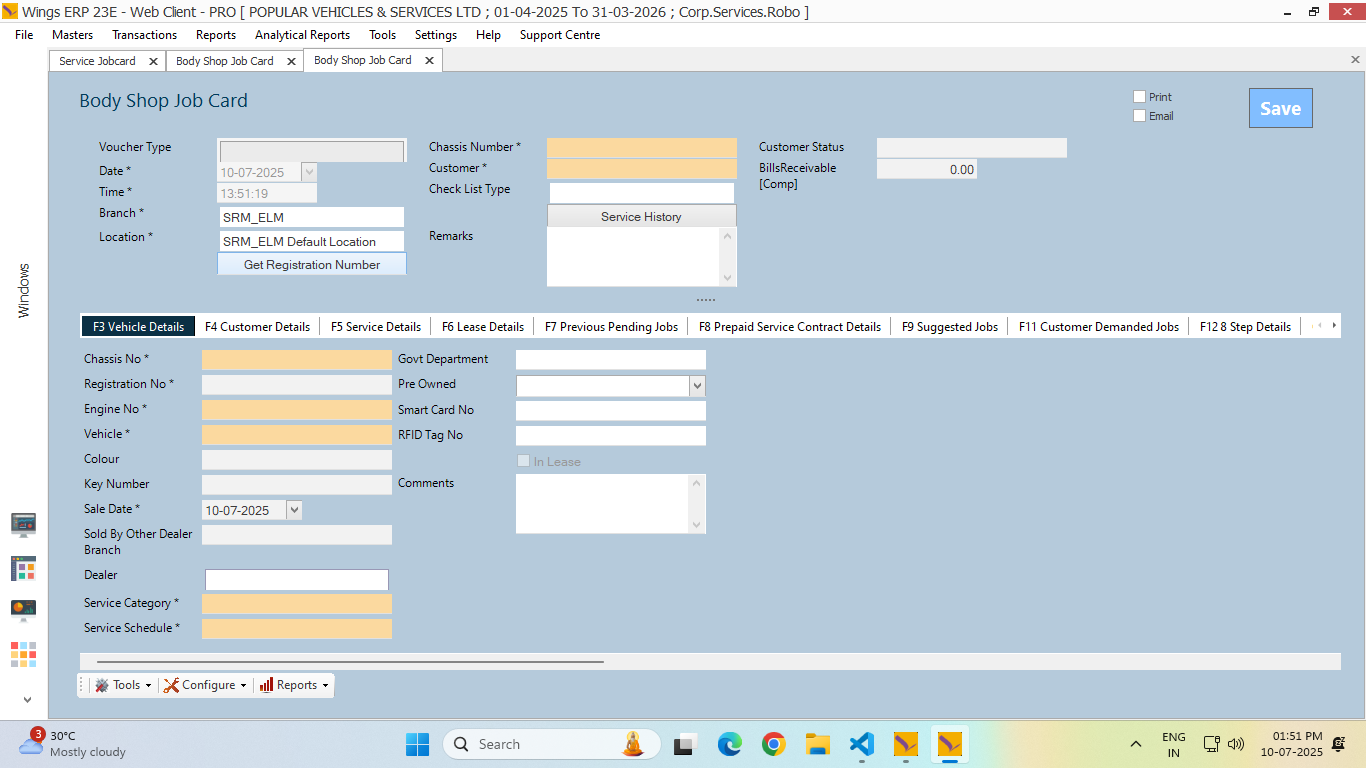 Wings ERP 23E - Web Client - PRO [ POPULAR VEHICLES & SERVICES LTD ; 01-04-2025 To 31-03-2026 ; Corp.Services.Robo ]
File Masters Transactions Reports Analytical Reports Tools Settings Help Support Centre
Service Jobcard Body Shop Job Card Body Shop Job Card
Windows
Body Shop Job Card
Print
Email
Save
Voucher Type
Date *
10-07-2025
Time *
13:51:19
Branch *
SRM_ELM
Location *
SRM_ELM Default Location
Get Registration Number
Chassis Number *
Customer *
Check List Type
Service History
Remarks
Customer Status
BillsReceivable
[Comp]
0.00
F3 Vehicle Details F4 Customer Details F5 Service Details F6 Lease Details F7 Previous Pending Jobs F8 Prepaid Service Contract Details F9 Suggested Jobs F11 Customer Demanded Jobs F12 8 Step Details
Chassis No *
Registration No *
Engine No *
Vehicle *
Colour
Key Number
Sale Date *
10-07-2025
Sold By Other Dealer
Branch
Dealer
Service Category *
Service Schedule *
Govt Department
Pre Owned
Smart Card No
RFID Tag No
In Lease
Comments
Tools Configure Reports
3
30°C
Mostly cloudy
Search
ENG
IN
01:51 PM
10-07-2025